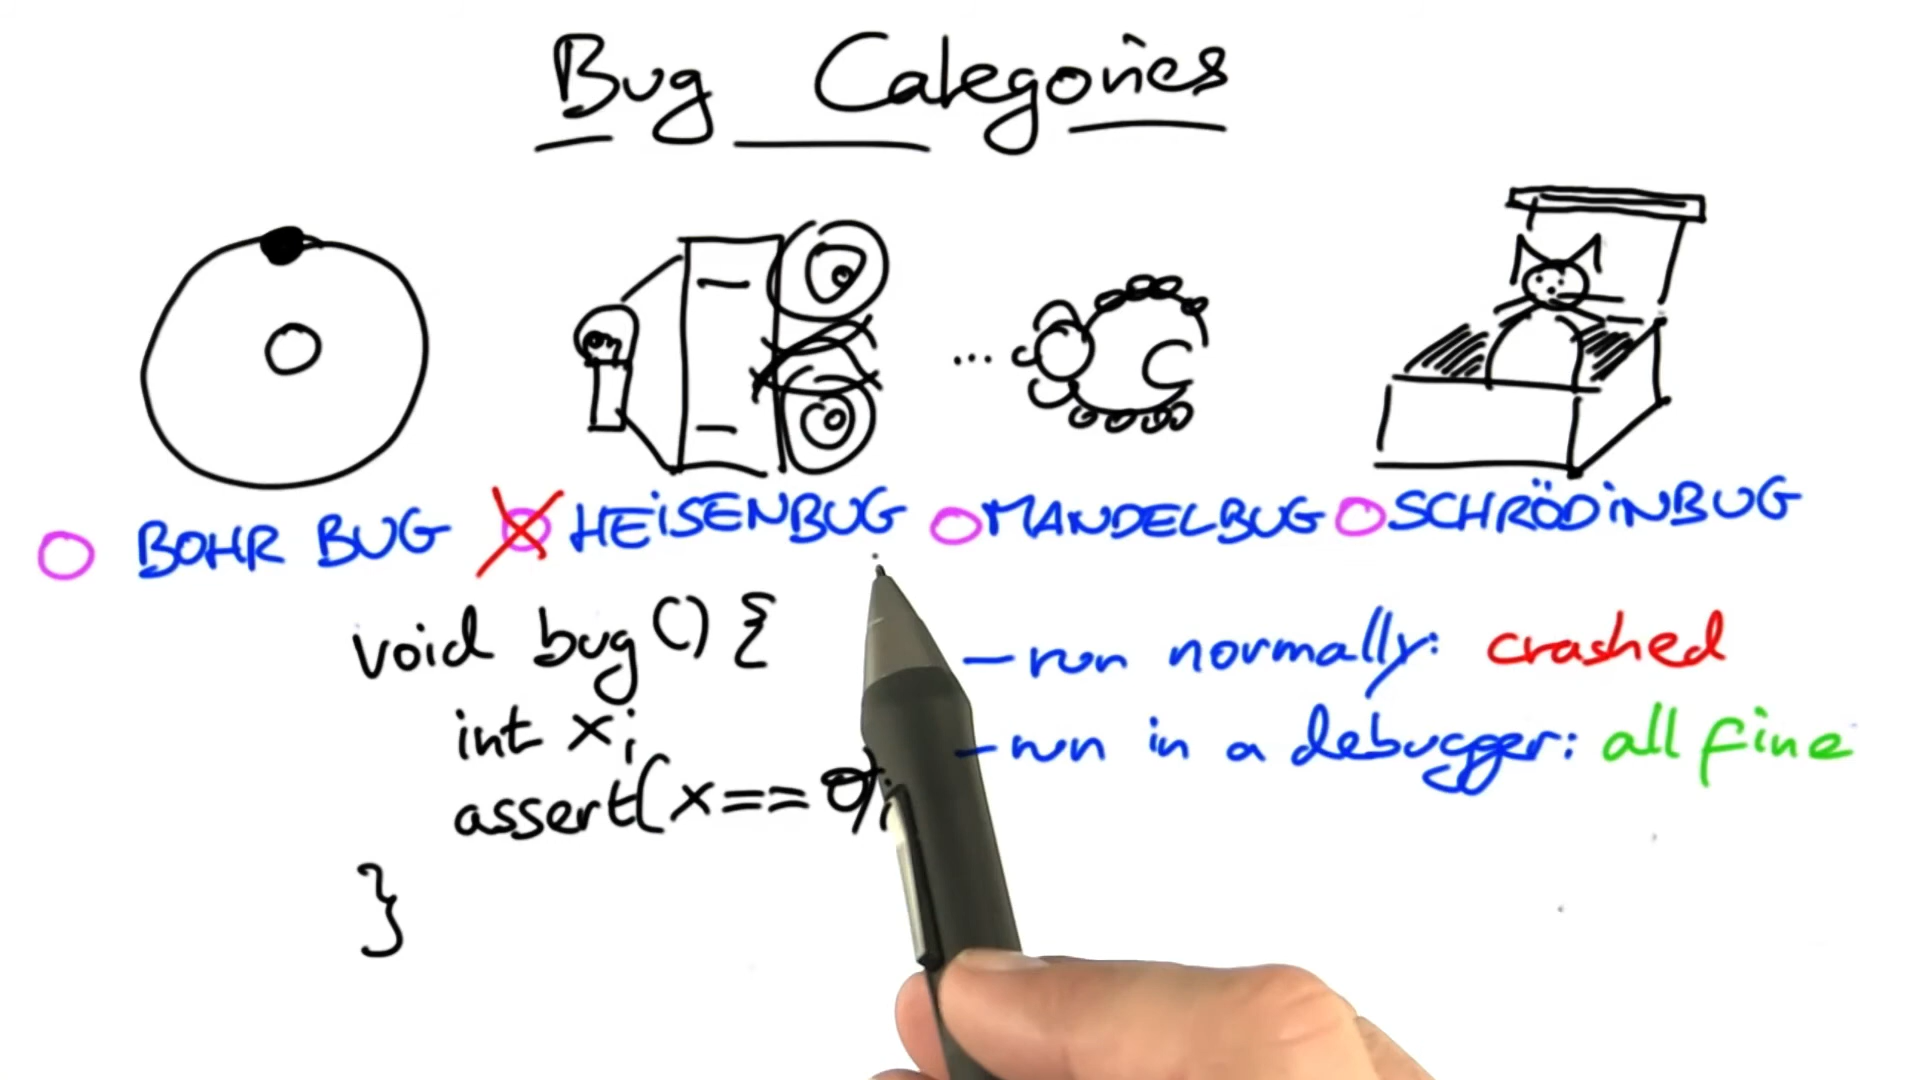 Bug Categories
BOHR BUG HEISENBUG MANDELBUG SCHRÖDINBUG
void bug() {
int x;
assert(x==0)
}
- run normally: crashed
- run in a debugger: all fine